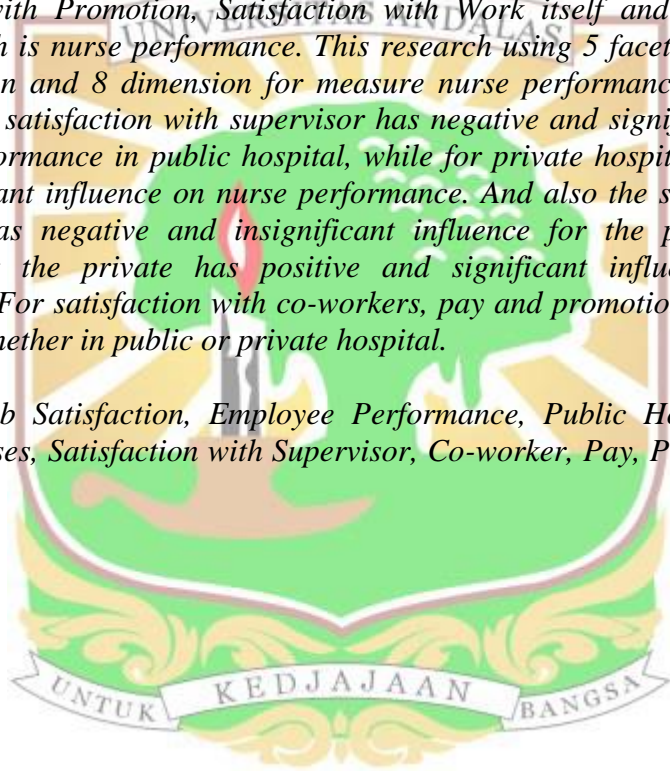 with Promotion, Satisfaction with Work itself and
UNIVERSITAS ANDALAS
h is nurse performance. This research using 5 facet
n and 8 dimension for measure nurse performanc
satisfaction with supervisor has negative and signi
ormance in public hospital, while for private hospit
ant influence on nurse performance. And also the s
as negative and insignificant influence for the p
the private has positive and significant influ
For satisfaction with co-workers, pay and promotio
hether in public or private hospital.
b Satisfaction, Employee Performance, Public He
ses, Satisfaction with Supervisor, Co-worker, Pay, P
UNTUK KEDJAJAAN BANGSA